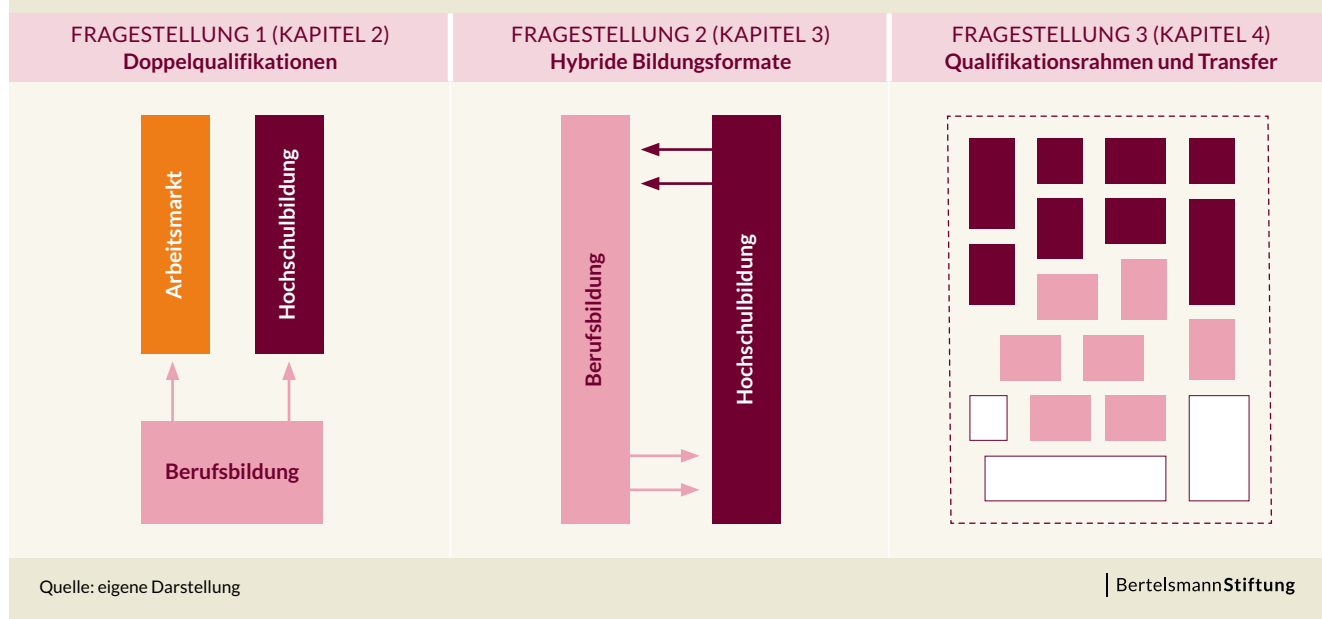 FRAGESTELLUNG 1 (KAPITEL 2)
Doppelqualifikationen
Arbeitsmarkt
Hochschulbildung
Berufsbildung
FRAGESTELLUNG 2 (KAPITEL 3)
Hybride Bildungsformate
Berufsbildung
Hochschulbildung
FRAGESTELLUNG 3 (KAPITEL 4)
Qualifikationsrahmen und Transfer
Quelle: eigene Darstellung
BertelsmannStiftung